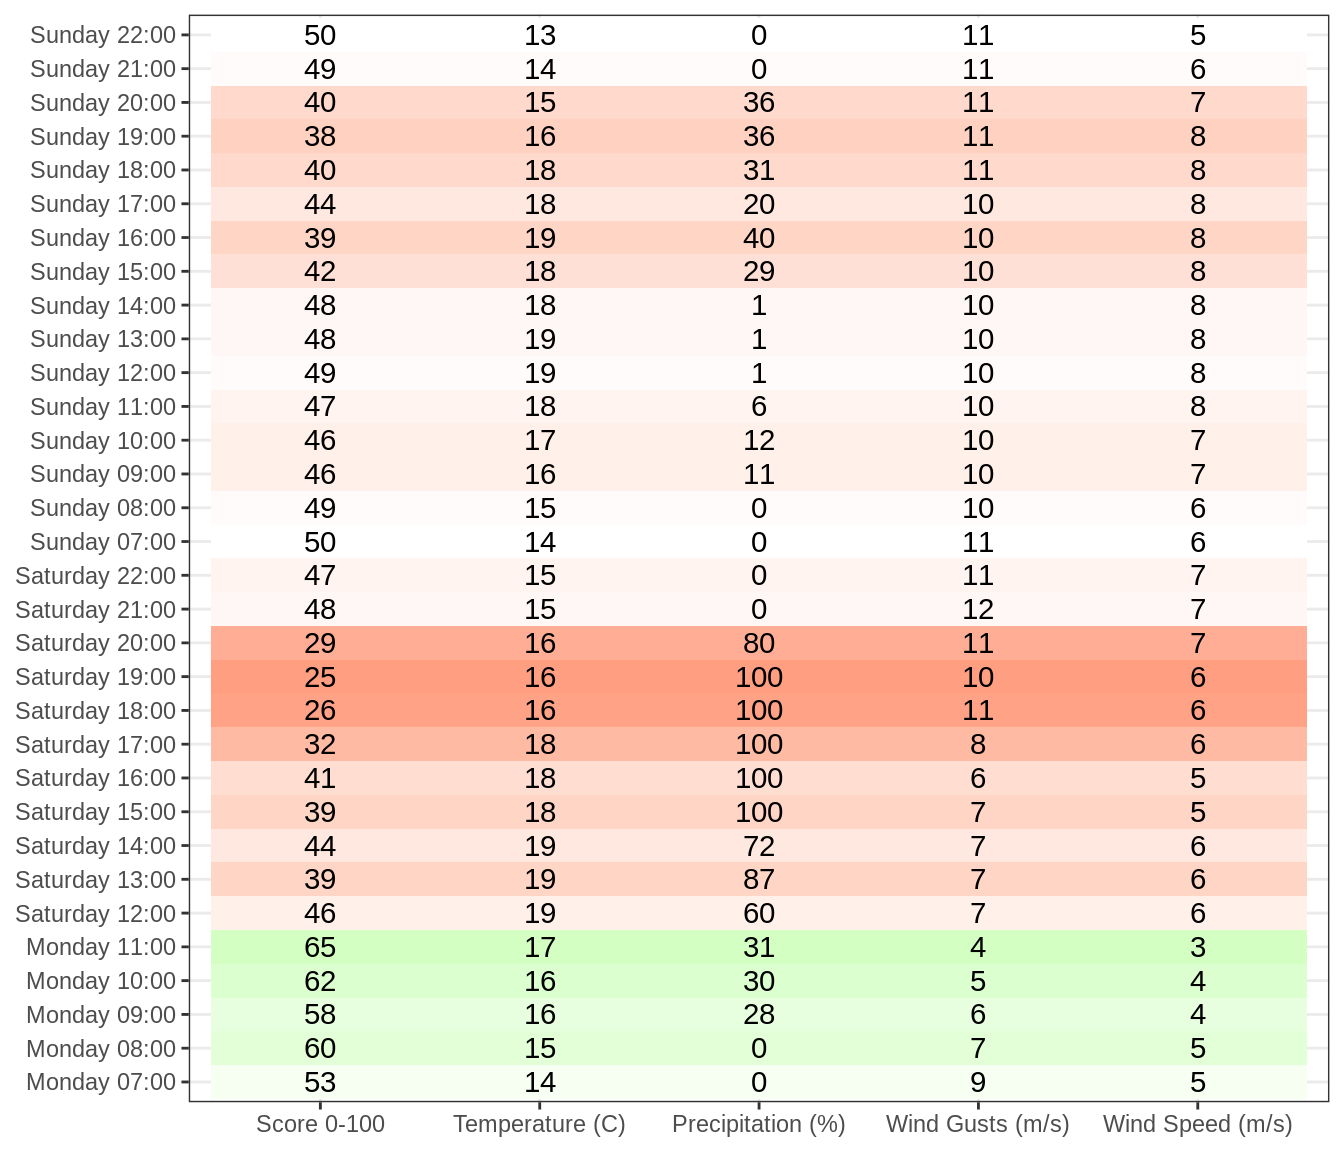 Sunday 22:00 50 13 0 11 5
Sunday 21:00 49 14 0 11 6
Sunday 20:00 40 15 36 11 7
Sunday 19:00 38 16 36 11 8
Sunday 18:00 40 18 31 11 8
Sunday 17:00 44 18 20 10 8
Sunday 16:00 39 19 40 10 8
Sunday 15:00 42 18 29 10 8
Sunday 14:00 48 18 1 10 8
Sunday 13:00 48 19 1 10 8
Sunday 12:00 49 19 1 10 8
Sunday 11:00 47 18 6 10 8
Sunday 10:00 46 17 12 10 7
Sunday 09:00 46 16 11 10 7
Sunday 08:00 49 15 0 10 6
Sunday 07:00 50 14 0 11 6
Saturday 22:00 47 15 0 11 7
Saturday 21:00 48 15 0 12 7
Saturday 20:00 29 16 80 11 7
Saturday 19:00 25 16 100 10 6
Saturday 18:00 26 16 100 11 6
Saturday 17:00 32 18 100 8 6
Saturday 16:00 41 18 100 6 5
Saturday 15:00 39 18 100 7 5
Saturday 14:00 44 19 72 7 6
Saturday 13:00 39 19 87 7 6
Saturday 12:00 46 19 60 7 6
Monday 11:00 65 17 31 4 3
Monday 10:00 62 16 30 5 4
Monday 09:00 58 16 28 6 4
Monday 08:00 60 15 0 7 5
Monday 07:00 53 14 0 9 5
Score 0-100 Temperature (C) Precipitation (%) Wind Gusts (m/s) Wind Speed (m/s)